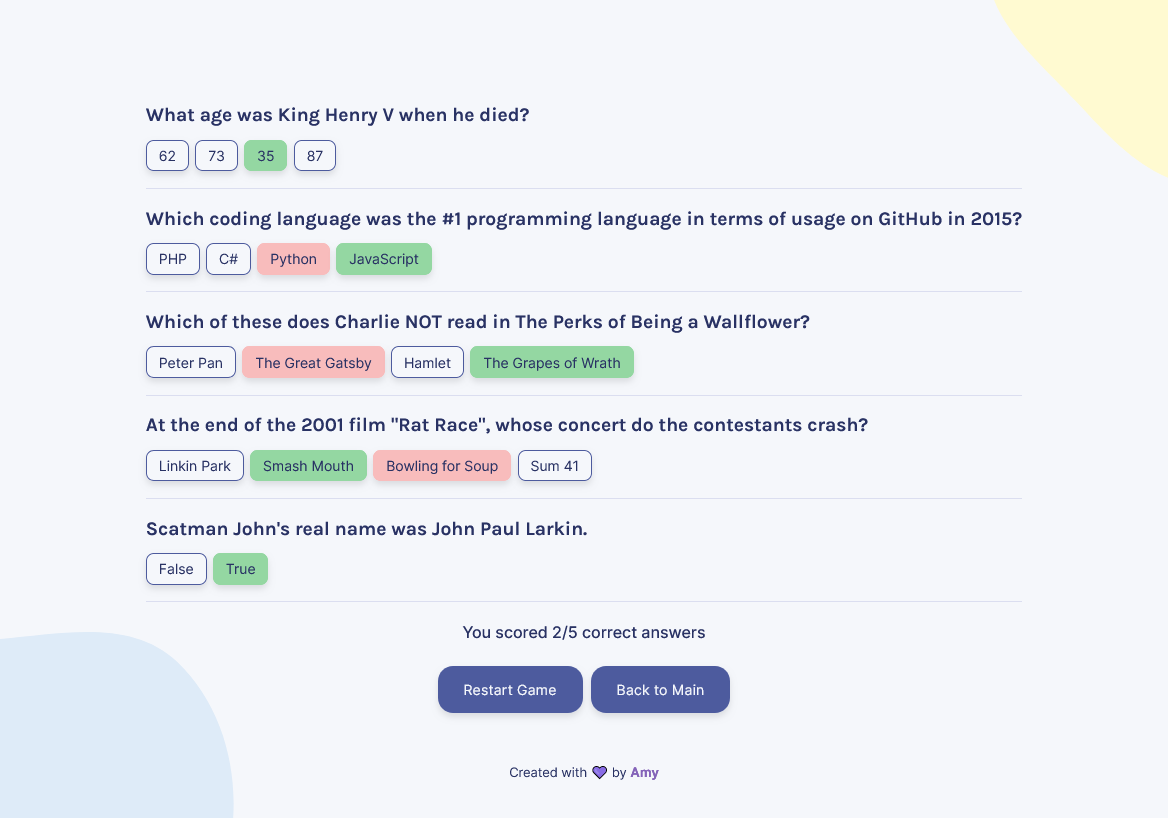 What age was King Henry V when he died?
62 73 35 87
Which coding language was the #1 programming language in terms of usage on GitHub in 2015?
PHP C# Python JavaScript
Which of these does Charlie NOT read in The Perks of Being a Wallflower?
Peter Pan The Great Gatsby Hamlet The Grapes of Wrath
At the end of the 2001 film "Rat Race", whose concert do the contestants crash?
Linkin Park Smash Mouth Bowling for Soup Sum 41
Scatman John's real name was John Paul Larkin.
False True
You scored 2/5 correct answers
Restart Game Back to Main
Created with 💜 by Amy